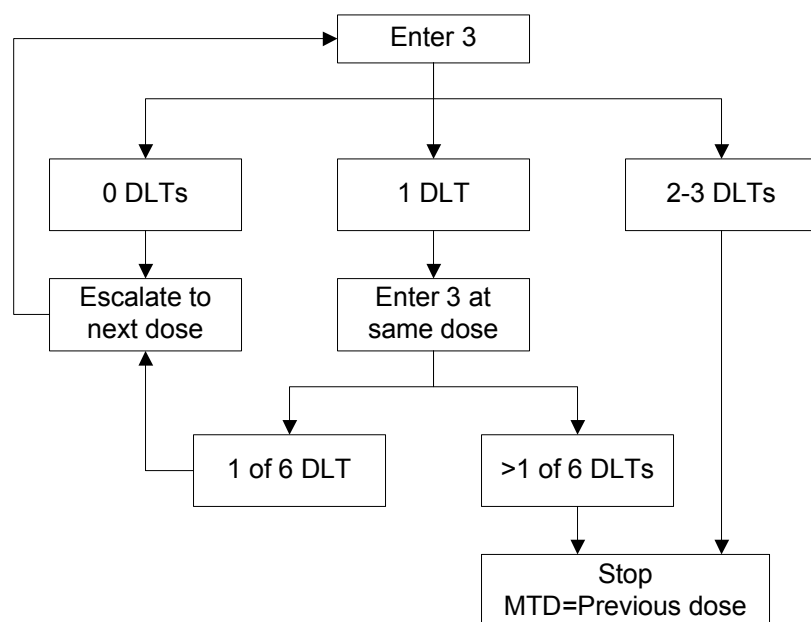 Enter 3
0 DLTs
1 DLT
2-3 DLTs
Escalate to
next dose
Enter 3 at
same dose
1 of 6 DLT
>1 of 6 DLTs
Stop
MTD=Previous dose